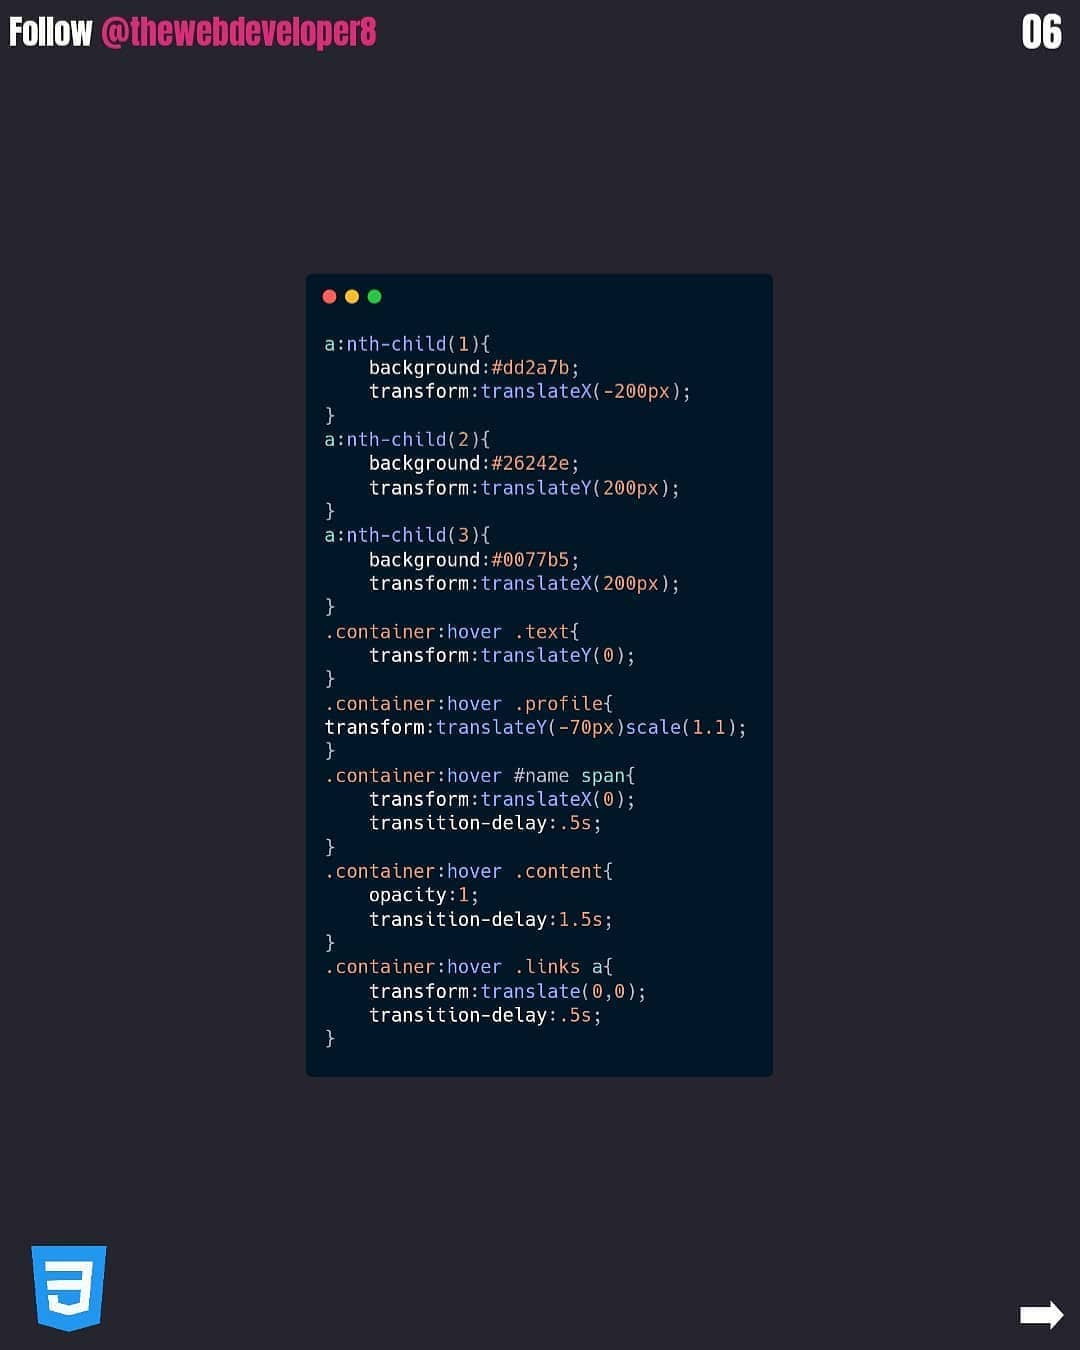 Follow @thewebdeveloper8
06
a:nth-child(1){
    background:#dd2a7b;
    transform:translateX(-200px);
}
a:nth-child(2){
    background:#26242e;
    transform:translateY(200px);
}
a:nth-child(3){
    background:#0077b5;
    transform:translateX(200px);
}
.container:hover .text{
    transform:translateY(0);
}
.container:hover .profile{
transform:translateY(-70px)scale(1.1);
}
.container:hover #name span{
    transform:translateX(0);
    transition-delay:.5s;
}
.container:hover .content{
    opacity:1;
    transition-delay:1.5s;
}
.container:hover .links a{
    transform:translate(0,0);
    transition-delay:.5s;
}